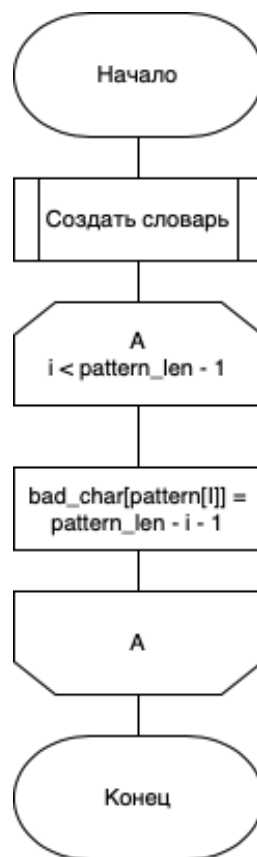 Начало
Создать словарь
A
i < pattern_len - 1
bad_char[pattern[I]] =
pattern_len - i - 1
A
Конец